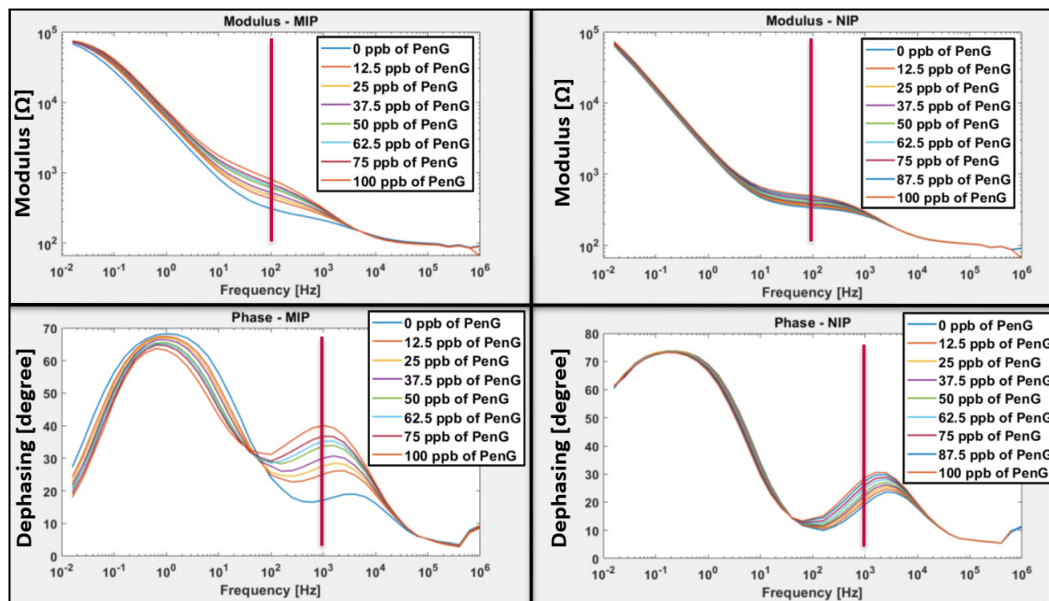 Modulus - MIP
10^5
10^4
10^3
10^2
Modulus [Ω]
0 ppb of PenG
12.5 ppb of PenG
25 ppb of PenG
37.5 ppb of PenG
50 ppb of PenG
62.5 ppb of PenG
75 ppb of PenG
100 ppb of PenG
10^-2 10^-1 10^0 10^1 10^2 10^3 10^4 10^5 10^6
Frequency [Hz]
Modulus - NIP
10^5
10^4
10^3
10^2
Modulus [Ω]
0 ppb of PenG
12.5 ppb of PenG
25 ppb of PenG
37.5 ppb of PenG
50 ppb of PenG
62.5 ppb of PenG
75 ppb of PenG
87.5 ppb of PenG
100 ppb of PenG
10^-2 10^-1 10^0 10^1 10^2 10^3 10^4 10^5 10^6
Frequency [Hz]
Phase - MIP
70
60
50
40
30
20
10
0
Dephasing [degree]
0 ppb of PenG
12.5 ppb of PenG
25 ppb of PenG
37.5 ppb of PenG
50 ppb of PenG
62.5 ppb of PenG
75 ppb of PenG
100 ppb of PenG
10^-2 10^-1 10^0 10^1 10^2 10^3 10^4 10^5 10^6
Frequency [Hz]
Phase - NIP
80
70
60
50
40
30
20
10
0
Dephasing [degree]
0 ppb of PenG
12.5 ppb of PenG
25 ppb of PenG
37.5 ppb of PenG
50 ppb of PenG
62.5 ppb of PenG
75 ppb of PenG
87.5 ppb of PenG
100 ppb of PenG
10^-2 10^-1 10^0 10^1 10^2 10^3 10^4 10^5 10^6
Frequency [Hz]